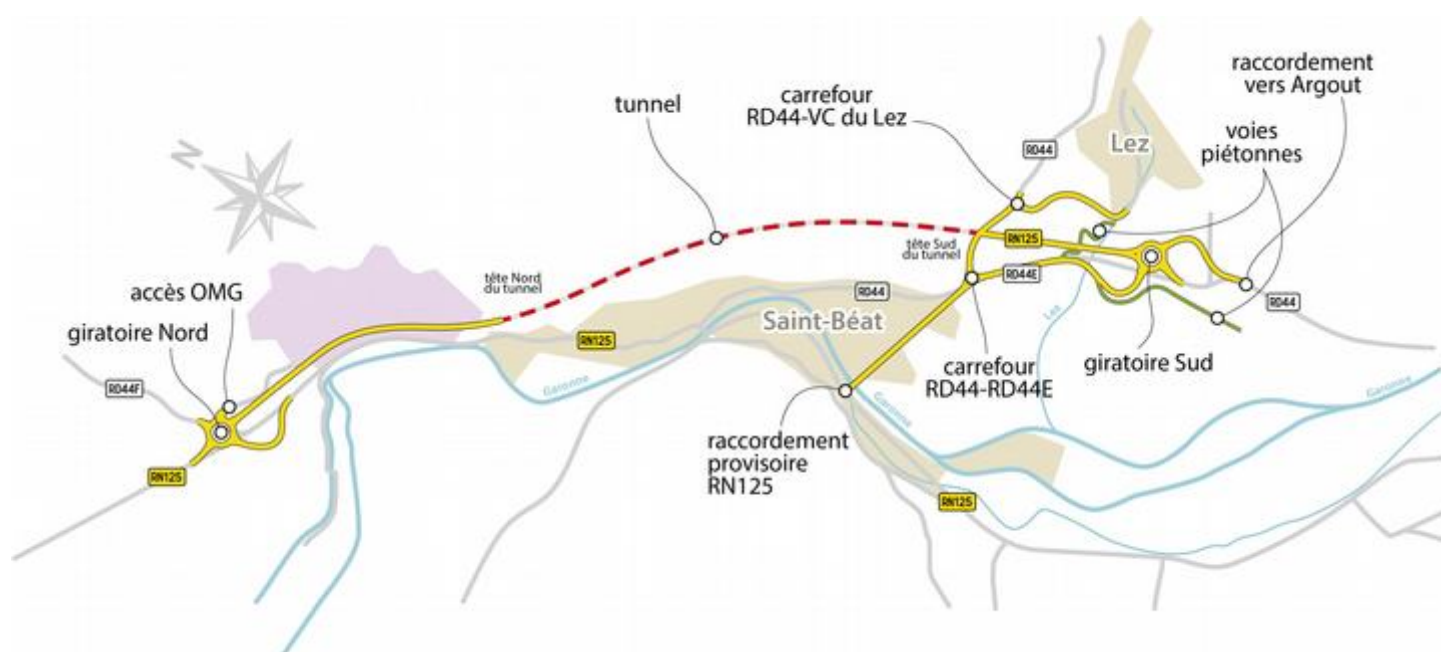 raccordement
vers Argout
carrefour
RD44-VC du Lez
tunnel
voies
piétonnes
Lez
RD44
N
tête Sud
du tunnel
RN125
RD44E
tête Nord
du tunnel
accès OMG
giratoire Nord
RD44
Saint-Béat
RD44
Lez
RN125
giratoire Sud
carrefour
RD44-RD44E
RD44F
Garonne
Garonne
Garonne
raccordement
provisoire
RN125
RN125
RN125